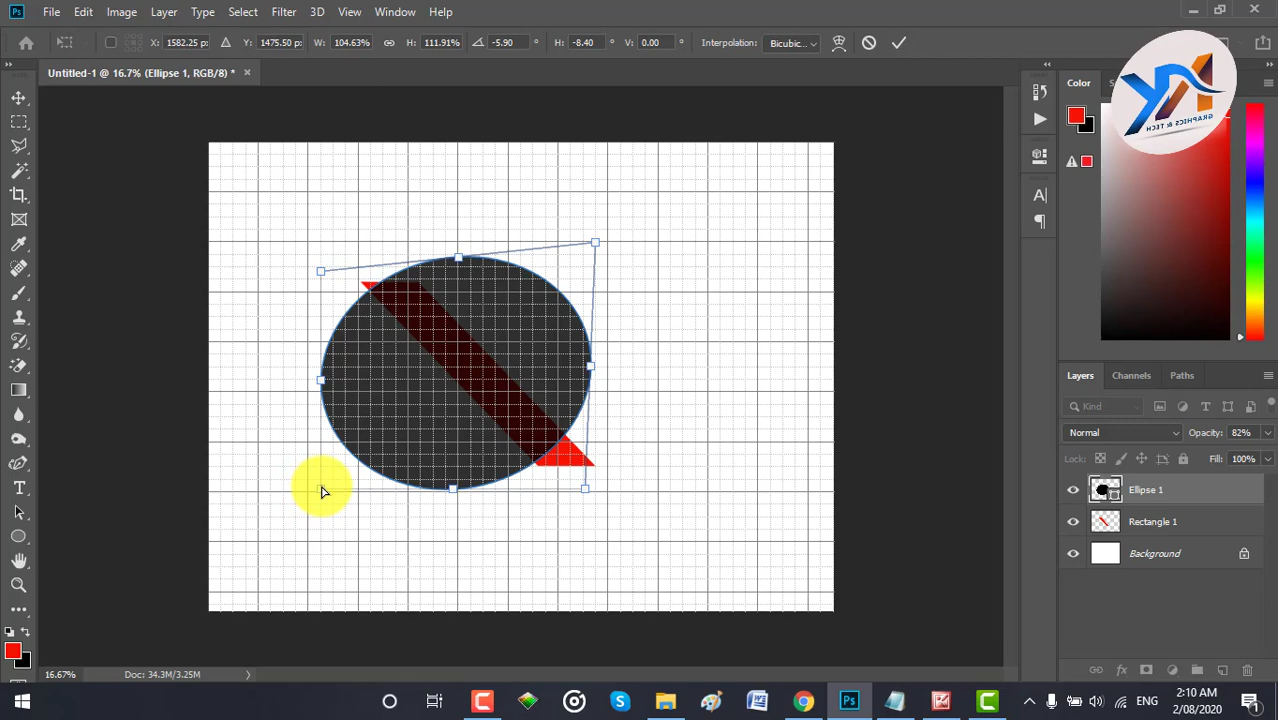 Ps File Edit Image Layer Type Select Filter 3D View Window Help
X: 1582.25 px Y: 1475.50 px W: 104.63% H: 111.91% -5.90 ° H: -8.40 ° V: 0.00 ° Interpolation: Bicubic...
Untitled-1 @ 16.7% (Ellipse 1, RGB/8) * ×
Color
GRAPHICS & TECH
Layers Channels Paths
Kind
Normal Opacity: 82%
Lock: Fill: 100%
Ellipse 1
Rectangle 1
Background
16.67% Doc: 34.3M/3.25M
ENG 2:10 AM
2/08/2020